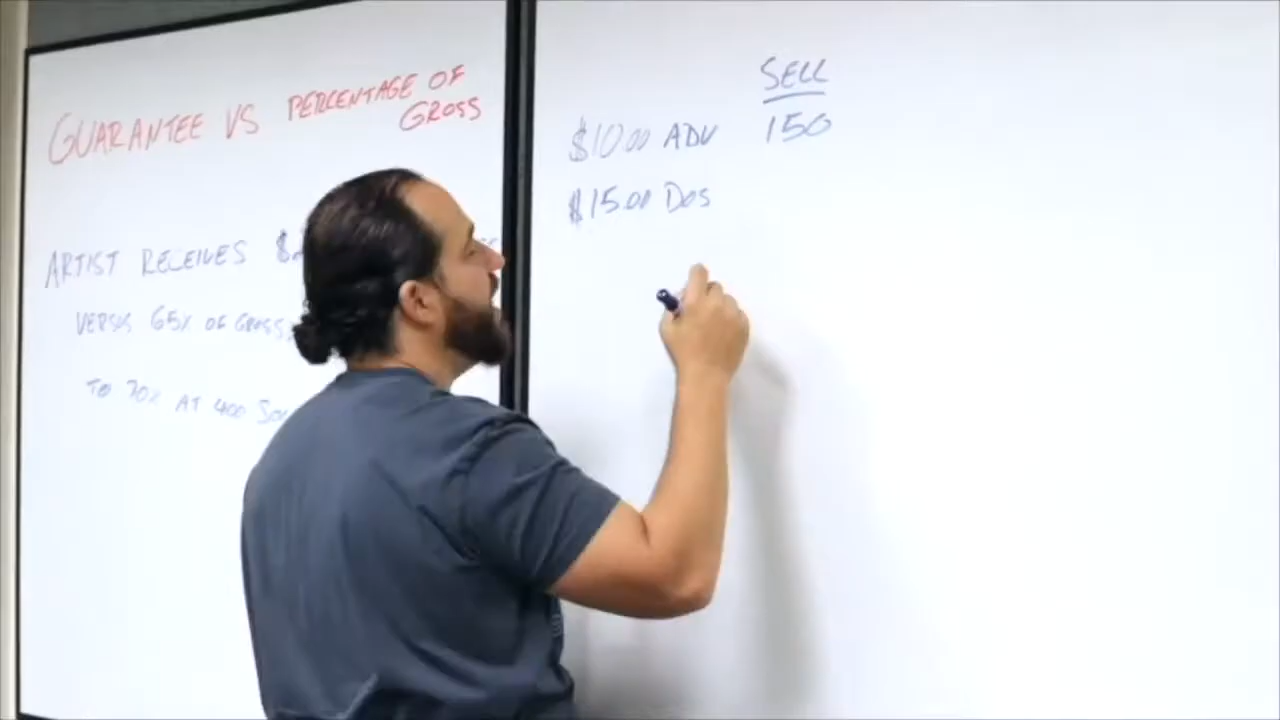 GUARANTEE VS PERCENTAGE OF
GROSS
ARTIST RECEIVES
VERSUS 65% OF GROSS
TO 70% AT 400
SELL
$10.00 ADV 150
$15.00 DOS